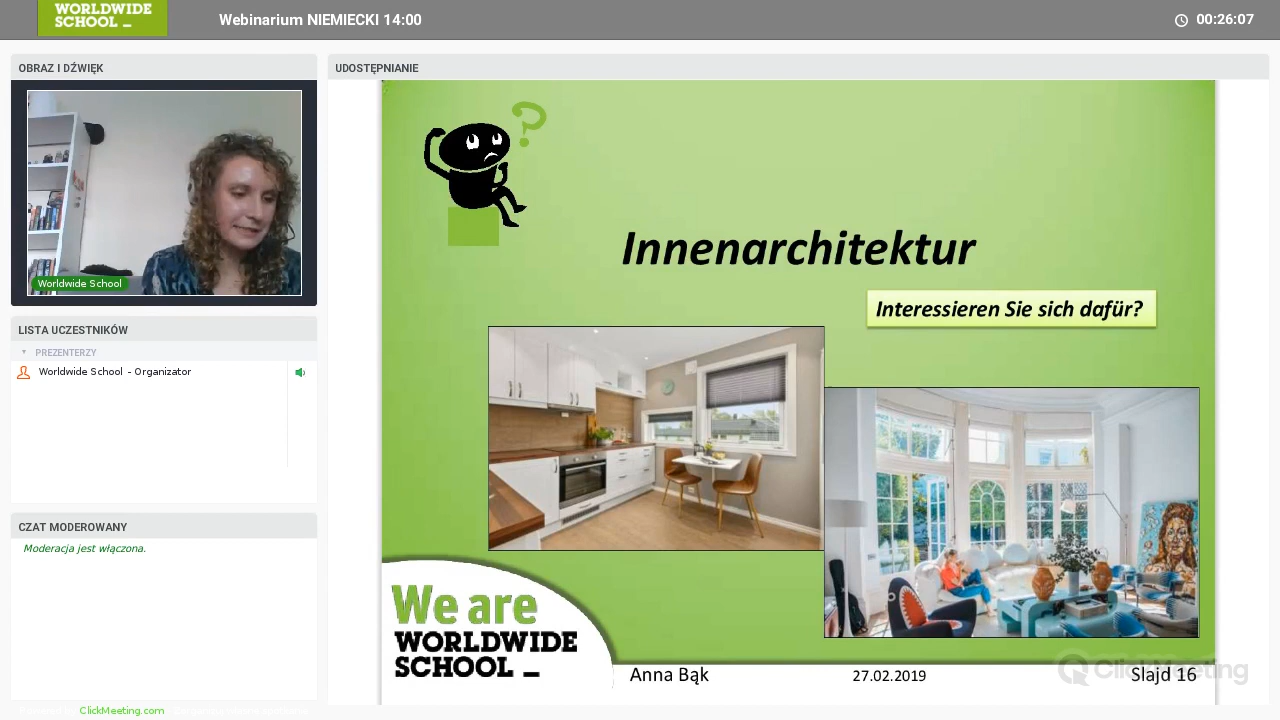 WORLDWIDE
SCHOOL _
Webinarium NIEMIECKI 14:00
00:26:07
OBRAZ I DŹWIĘK
Worldwide School
LISTA UCZESTNIKÓW
PREZENTERZY
Worldwide School - Organizator
CZAT MODEROWANY
Moderacja jest włączona.
ClickMeeting.com
UDOSTĘPNIANIE
?
Innenarchitektur
Interessieren Sie sich dafür?
We are
WORLDWIDE
SCHOOL _
Anna Bąk
27.02.2019
Slajd 16
ClickMeeting